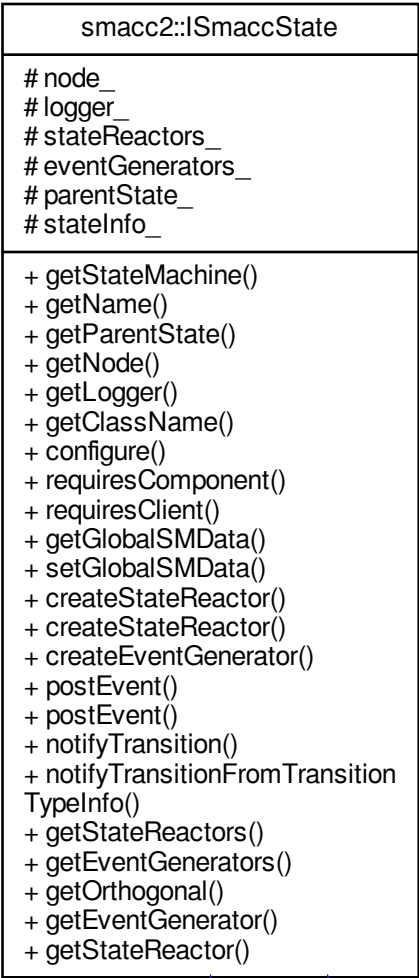 smacc2::ISmaccState
# node_
# logger_
# stateReactors_
# eventGenerators_
# parentState_
# stateInfo_
+ getStateMachine()
+ getName()
+ getParentState()
+ getNode()
+ getLogger()
+ getClassName()
+ configure()
+ requiresComponent()
+ requiresClient()
+ getGlobalSMData()
+ setGlobalSMData()
+ createStateReactor()
+ createStateReactor()
+ createEventGenerator()
+ postEvent()
+ postEvent()
+ notifyTransition()
+ notifyTransitionFromTransition
TypeInfo()
+ getStateReactors()
+ getEventGenerators()
+ getOrthogonal()
+ getEventGenerator()
+ getStateReactor()